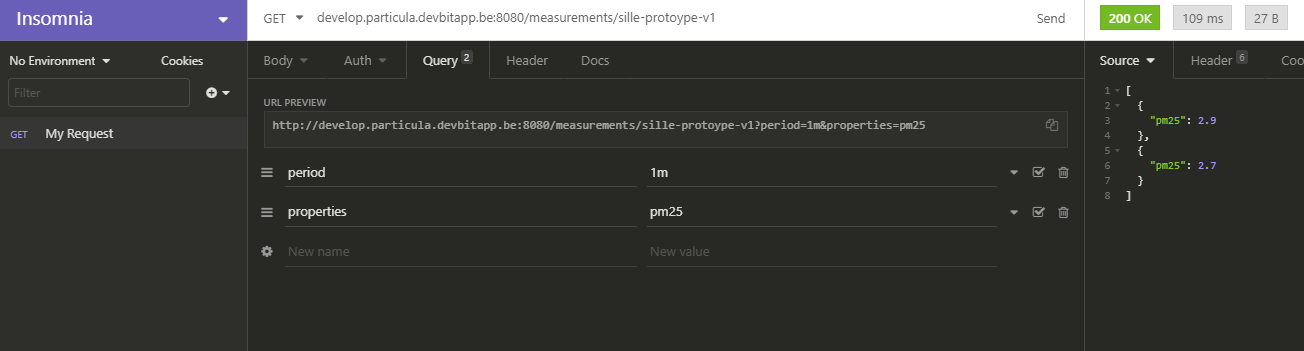 Insomnia
GET develop.particula.devbitapp.be:8080/measurements/sille-protoype-v1 Send 200 OK 109 ms 27 B
No Environment Cookies
Body Auth Query 2 Header Docs
Source Header 6 Coo
Filter
URL PREVIEW
http://develop.particula.devbitapp.be:8080/measurements/sille-protoype-v1?period=1m&properties=pm25
GET My Request
period 1m
properties pm25
New name New value
1 [
2 {
3 "pm25": 2.9
4 },
5 {
6 "pm25": 2.7
7 }
8 ]